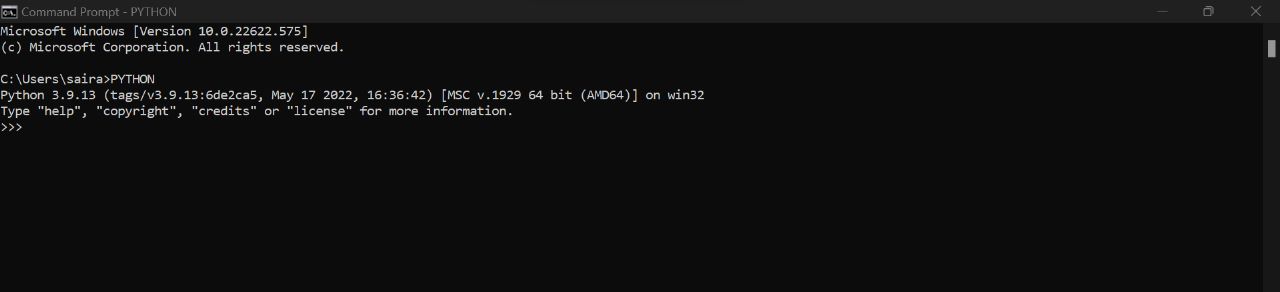 Command Prompt - PYTHON
Microsoft Windows [Version 10.0.22622.575]
(c) Microsoft Corporation. All rights reserved.
C:\Users\saira>PYTHON
Python 3.9.13 (tags/v3.9.13:6de2ca5, May 17 2022, 16:36:42) [MSC v.1929 64 bit (AMD64)] on win32
Type "help", "copyright", "credits" or "license" for more information.
>>>